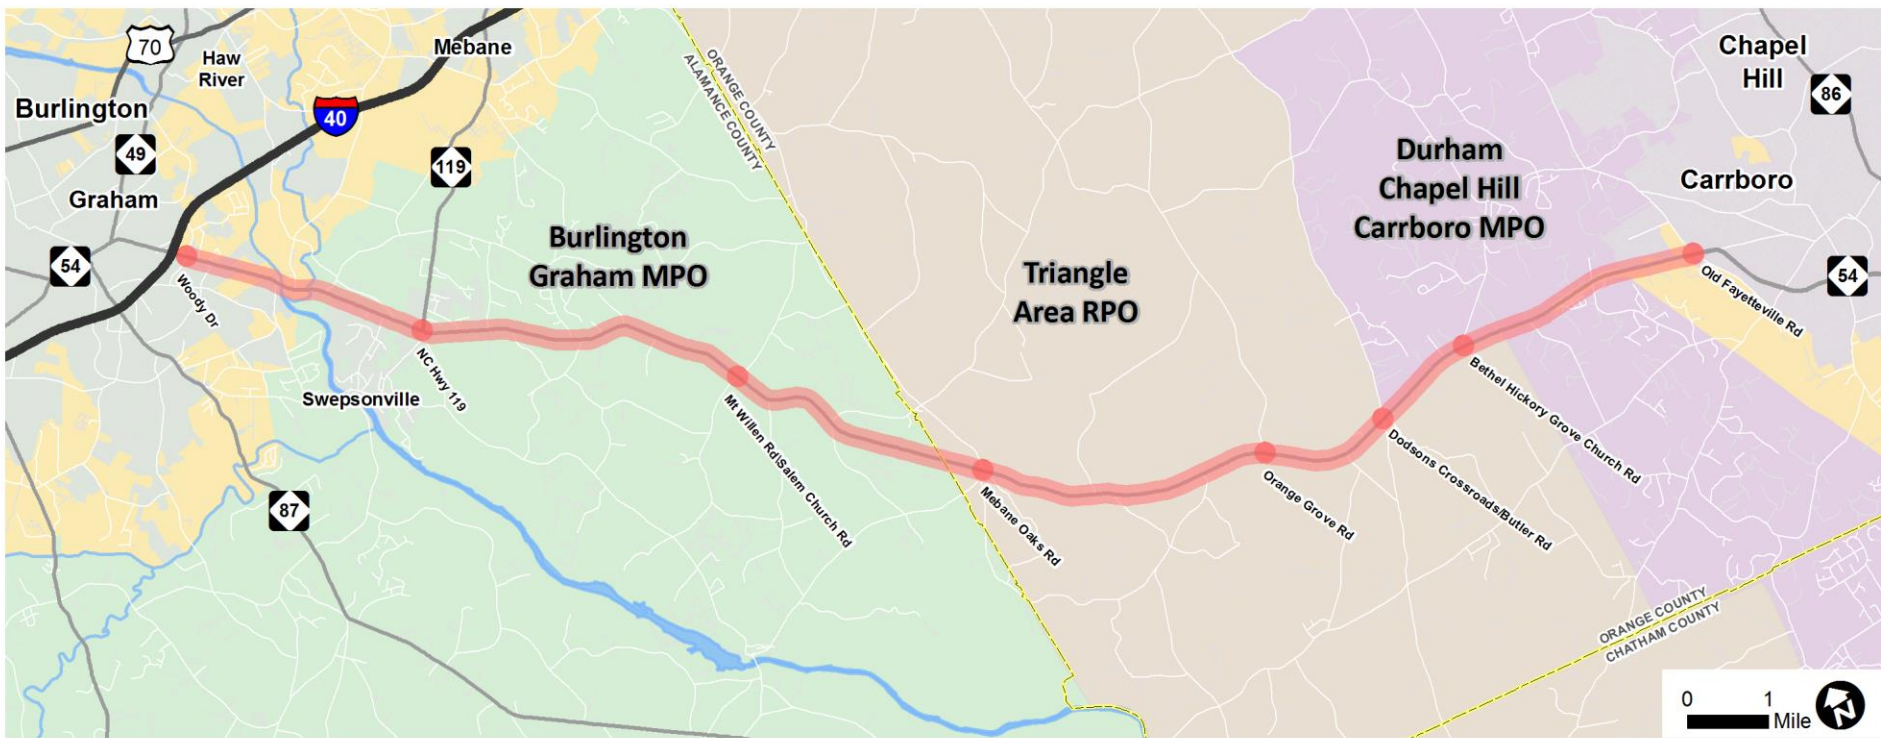 70
Haw
River
Mebane
Burlington
40
49
119
Graham
54
Woody Dr
Swepsonville
NC Hwy 119
87
Burlington
Graham MPO
Mt Willen Rd\Salem Church Rd
ORANGE COUNTY
ALAMANCE COUNTY
Triangle
Area RPO
Mebane Oaks Rd
Orange Grove Rd
Dodsons Crossroads/Butler Rd
Bethel Hickory Grove Church Rd
Durham
Chapel Hill
Carrboro MPO
Chapel
Hill
86
Carrboro
54
Old Fayetteville Rd
ORANGE COUNTY
CHATHAM COUNTY
0 1
Mile
N